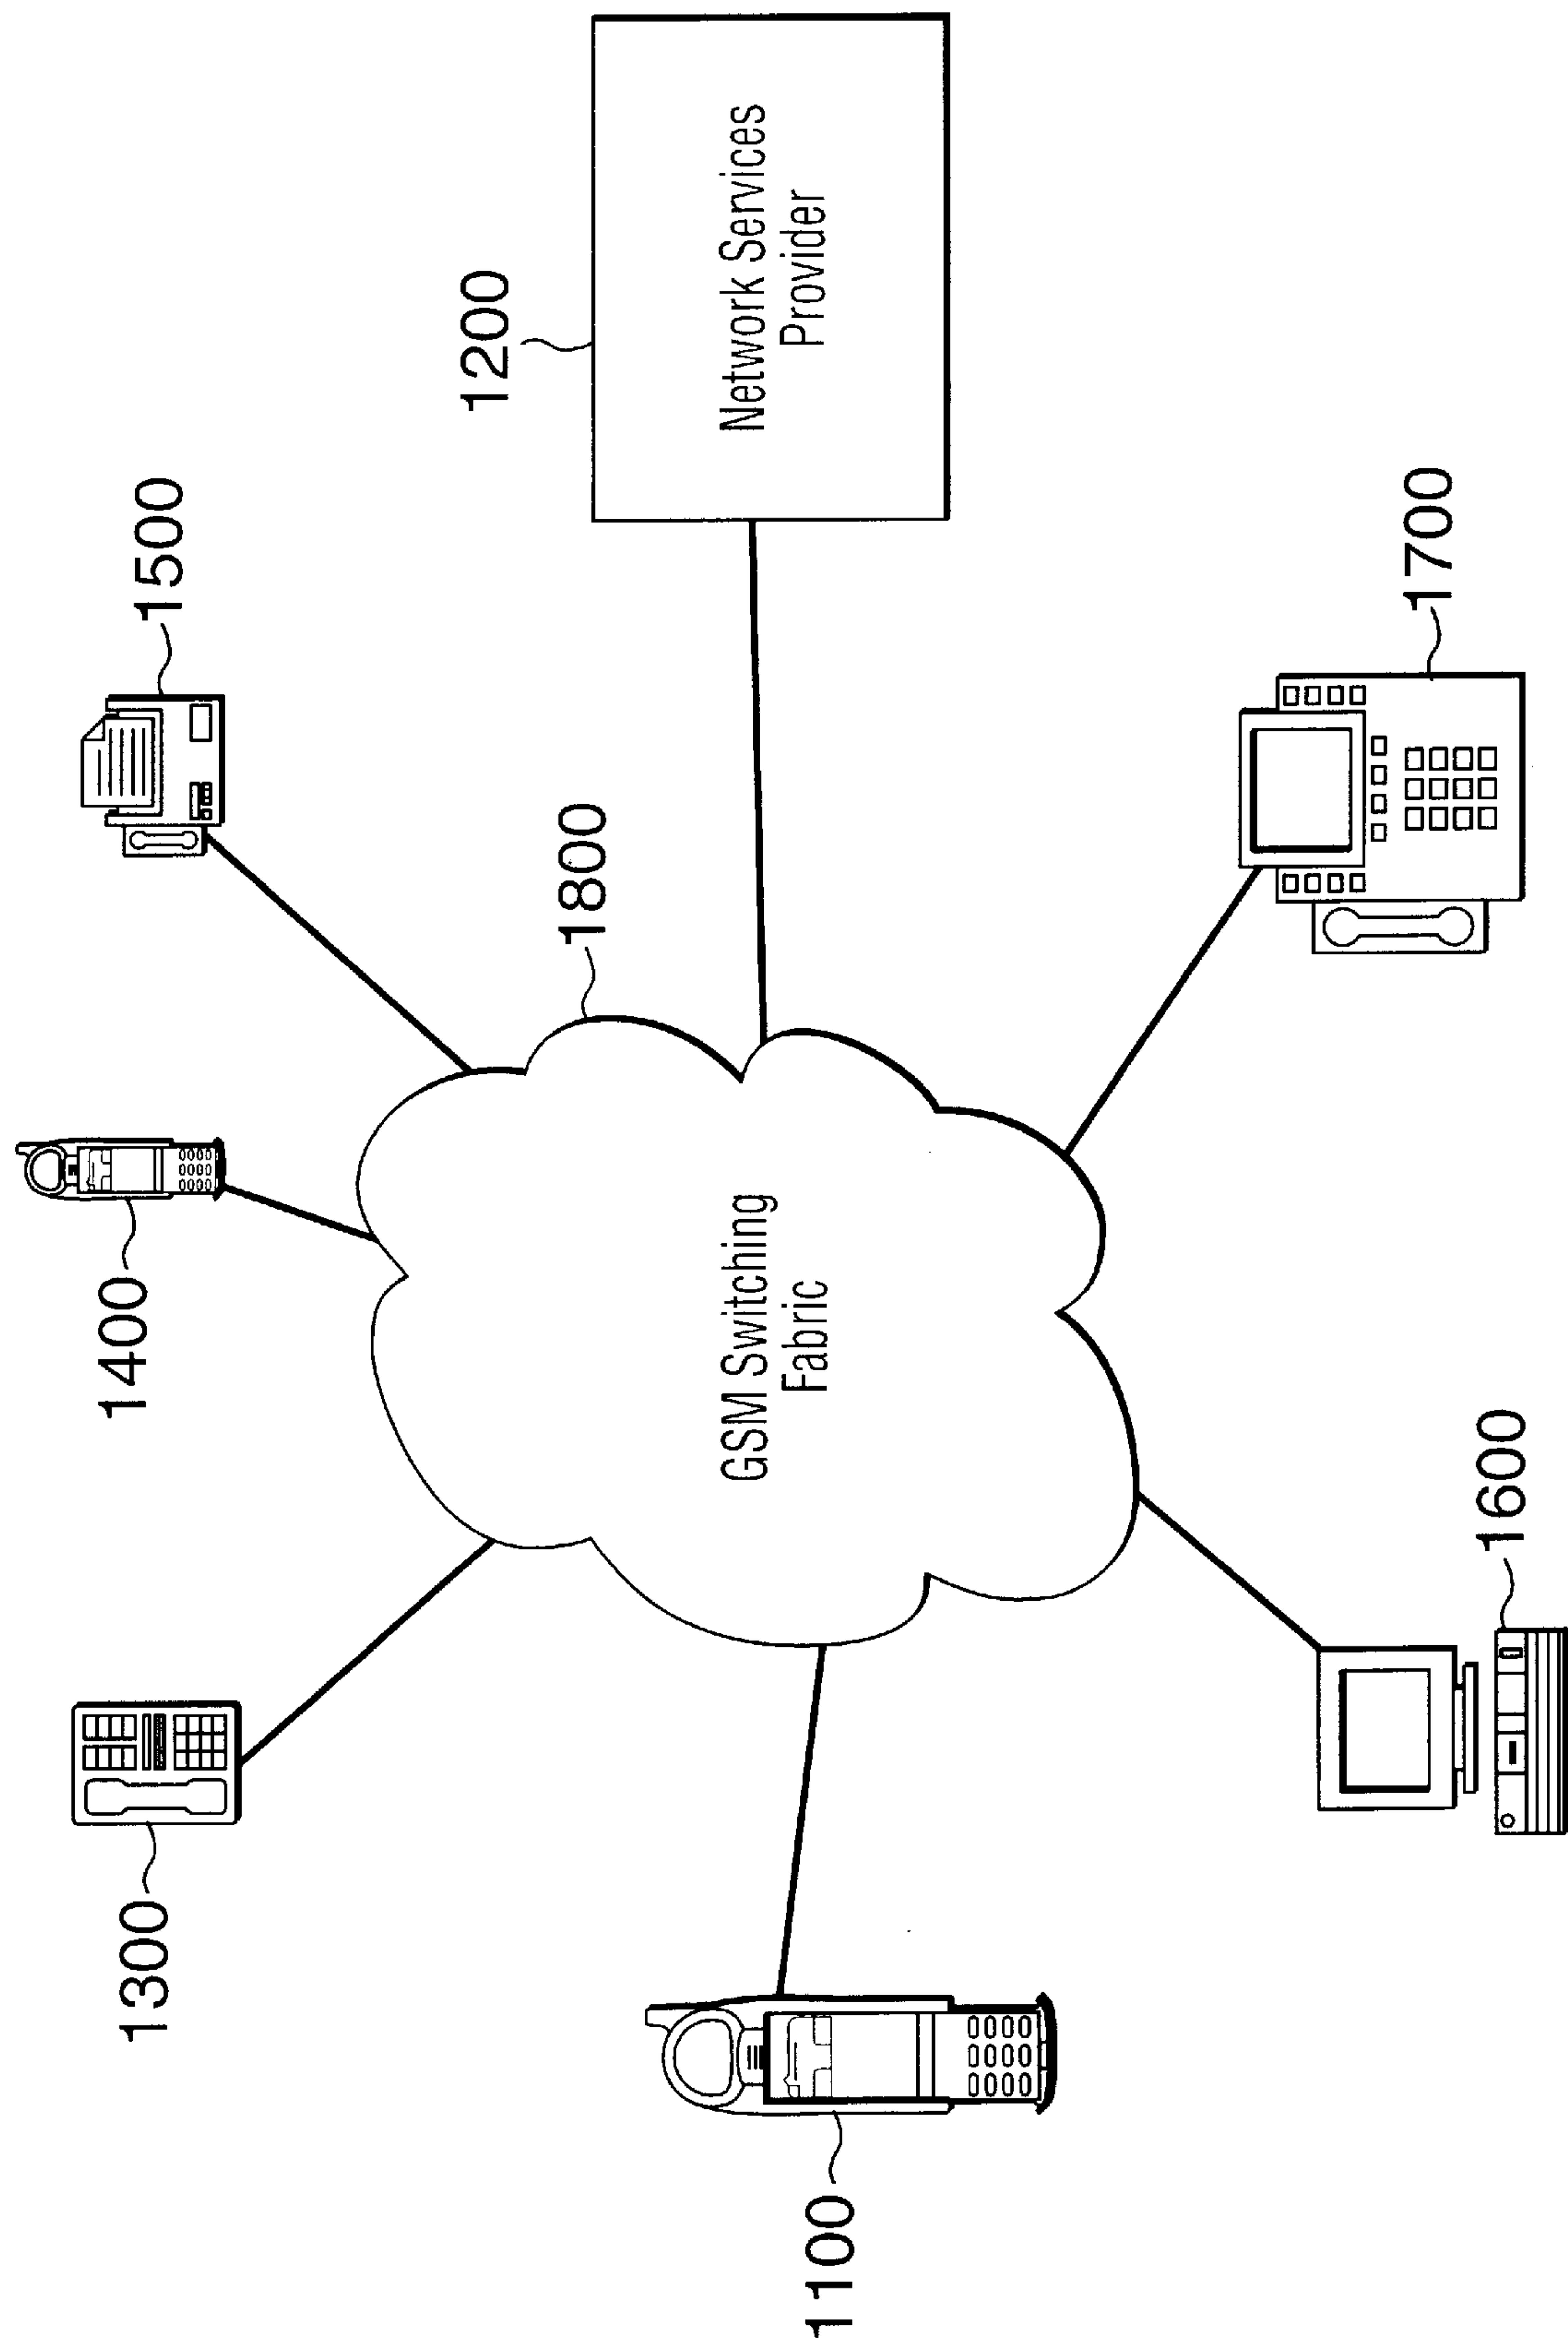 1300
1400
1500
1800
1200
1100
GSM Switching
Fabric
Network Services
Provider
1600
1700